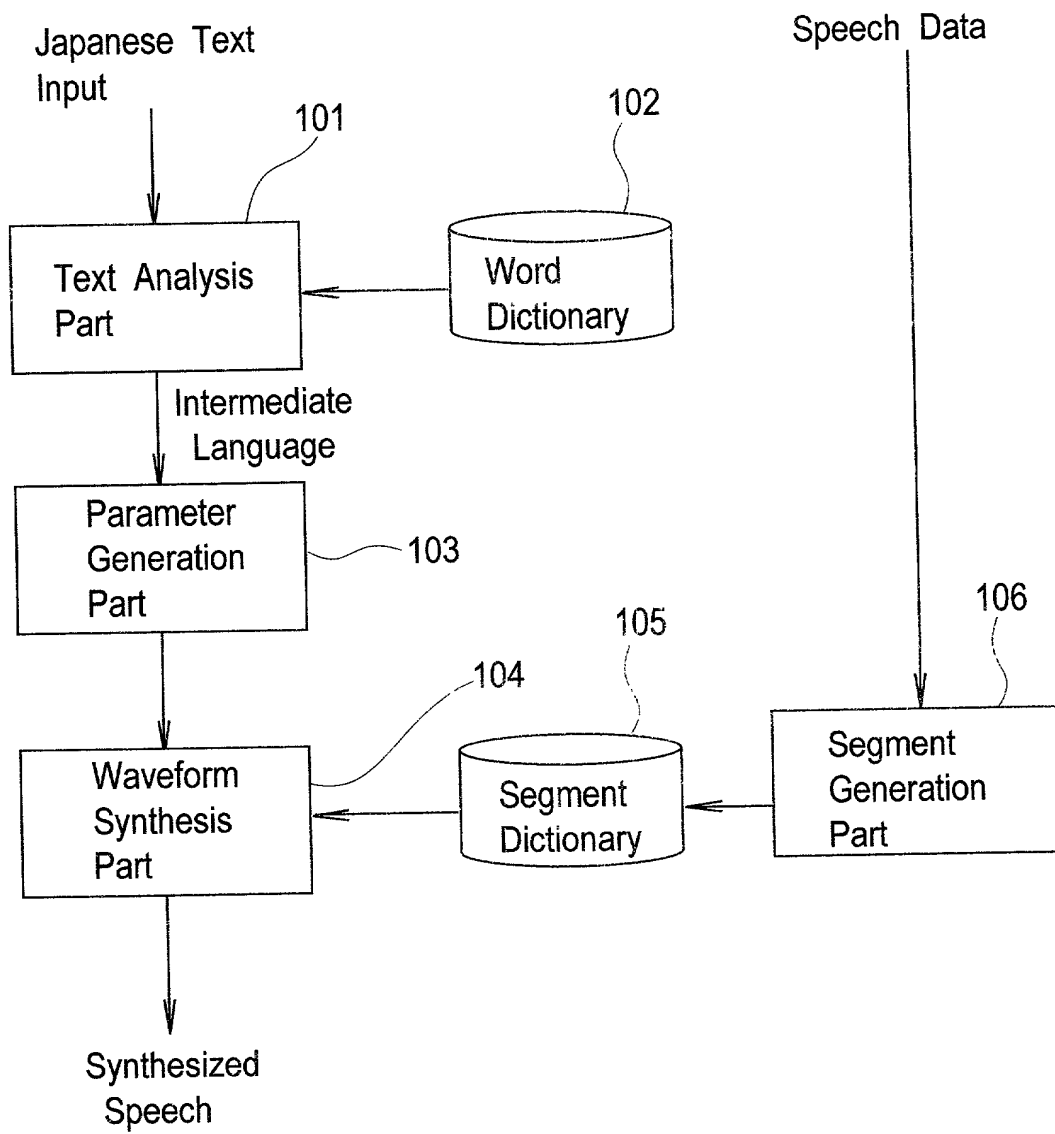 Japanese Text
Input
Speech Data
101
102
Text Analysis
Part
Word
Dictionary
Intermediate
Language
Parameter
Generation
Part
103
105
106
104
Waveform
Synthesis
Part
Segment
Dictionary
Segment
Generation
Part
Synthesized
Speech